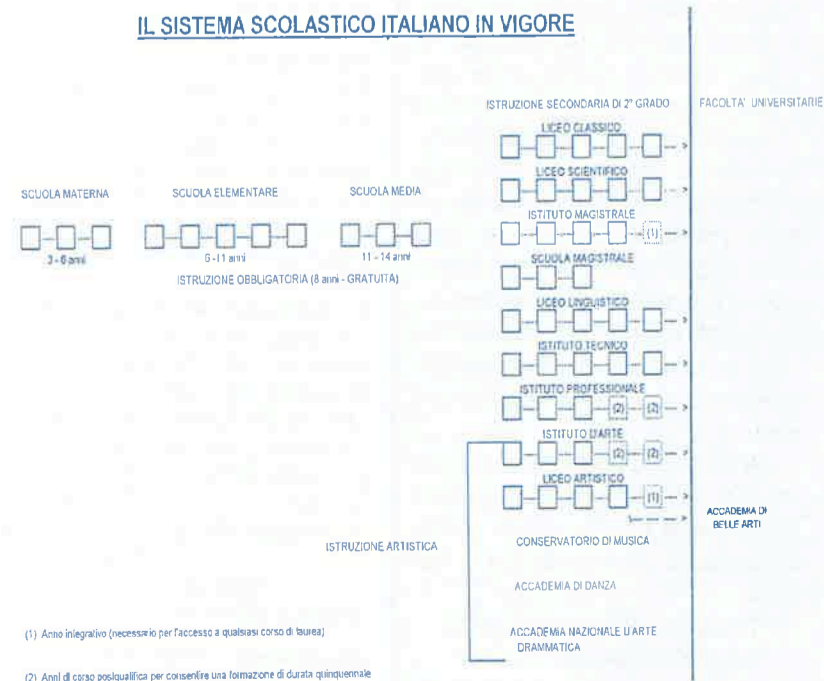 IL SISTEMA SCOLASTICO ITALIANO IN VIGORE
ISTRUZIONE SECONDARIA DI 2° GRADO
FACOLTA' UNIVERSITARIE
LICEO CLASSICO
LICEO SCIENTIFICO
SCUOLA MATERNA
SCUOLA ELEMENTARE
SCUOLA MEDIA
ISTITUTO MAGISTRALE
(1)
3 - 6 anni
6 - 11 anni
11 - 14 anni
SCUOLA MAGISTRALE
ISTRUZIONE OBBLIGATORIA (8 anni - GRATUITA)
LICEO LINGUISTICO
ISTITUTO TECNICO
ISTITUTO PROFESSIONALE
(2) (2)
ISTITUTO D'ARTE
(2) (2)
LICEO ARTISTICO
(1)
ACCADEMIA DI
BELLE ARTI
ISTRUZIONE ARTISTICA
CONSERVATORIO DI MUSICA
ACCADEMIA DI DANZA
ACCADEMIA NAZIONALE D'ARTE
DRAMMATICA
(1) Anno integrativo (necessario per l'accesso a qualsiasi corso di laurea)
(2) Anni di corso postqualifica per consentire una formazione di durata quinquennale